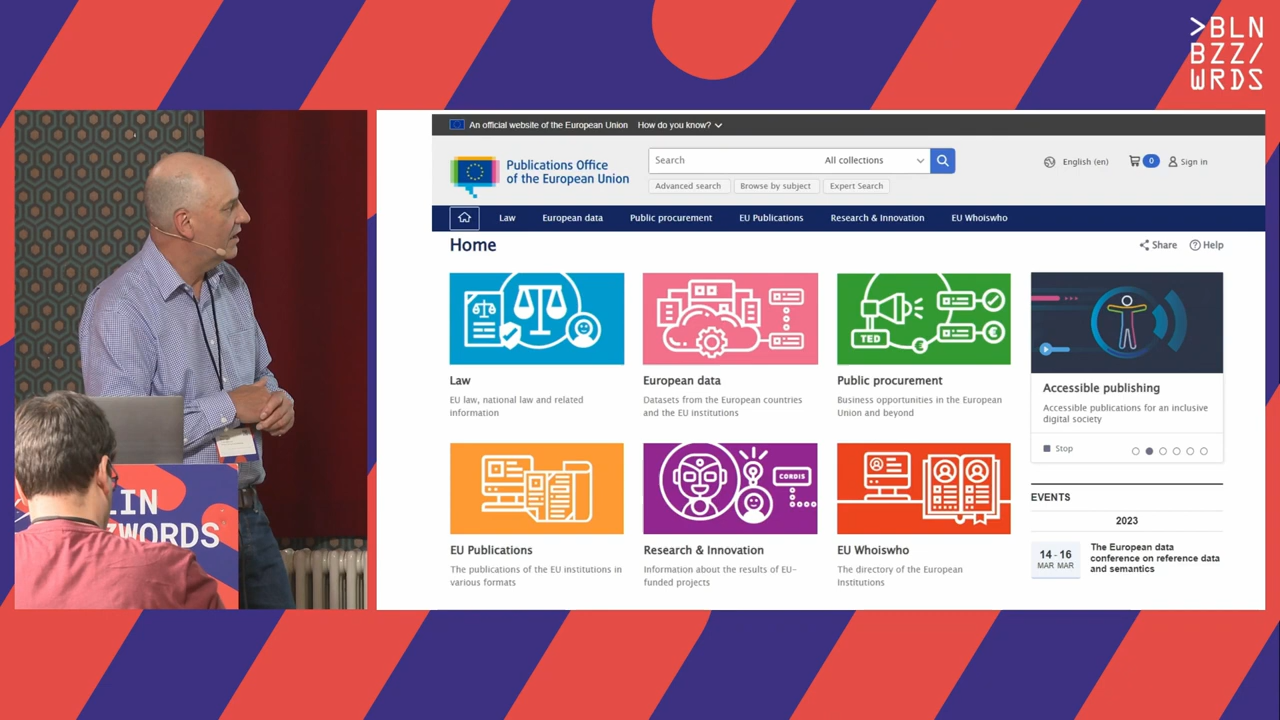 >BLN
BZZ/
WRDS
An official website of the European Union How do you know?
Publications Office
of the European Union
Search All collections
Advanced search Browse by subject Expert Search
English (en) 0 Sign in
Law European data Public procurement EU Publications Research & Innovation EU Whoiswho
Home
Share Help
TED
Law
EU law, national law and related
information
European data
Datasets from the European countries
and the EU institutions
Public procurement
Business opportunities in the European
Union and beyond
Accessible publishing
Accessible publications for an inclusive
digital society
Stop
CORDIS
EU Publications
The publications of the EU institutions in
various formats
Research & Innovation
Information about the results of EU-
funded projects
EU Whoiswho
The directory of the European
Institutions
EVENTS
2023
14 - 16
MAR MAR
The European data
conference on reference data
and semantics
LIN
ZWORDS